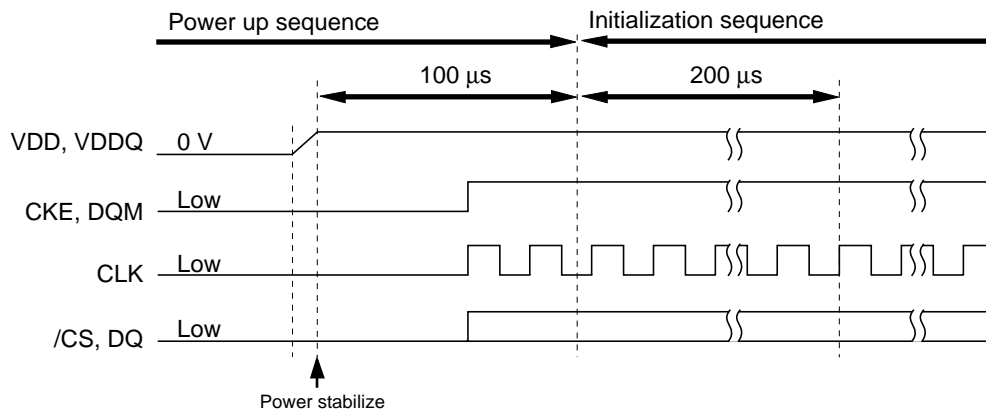 Power up sequence
Initialization sequence
100 μs
200 μs
VDD, VDDQ
0 V
CKE, DQM
Low
CLK
Low
/CS, DQ
Low
Power stabilize